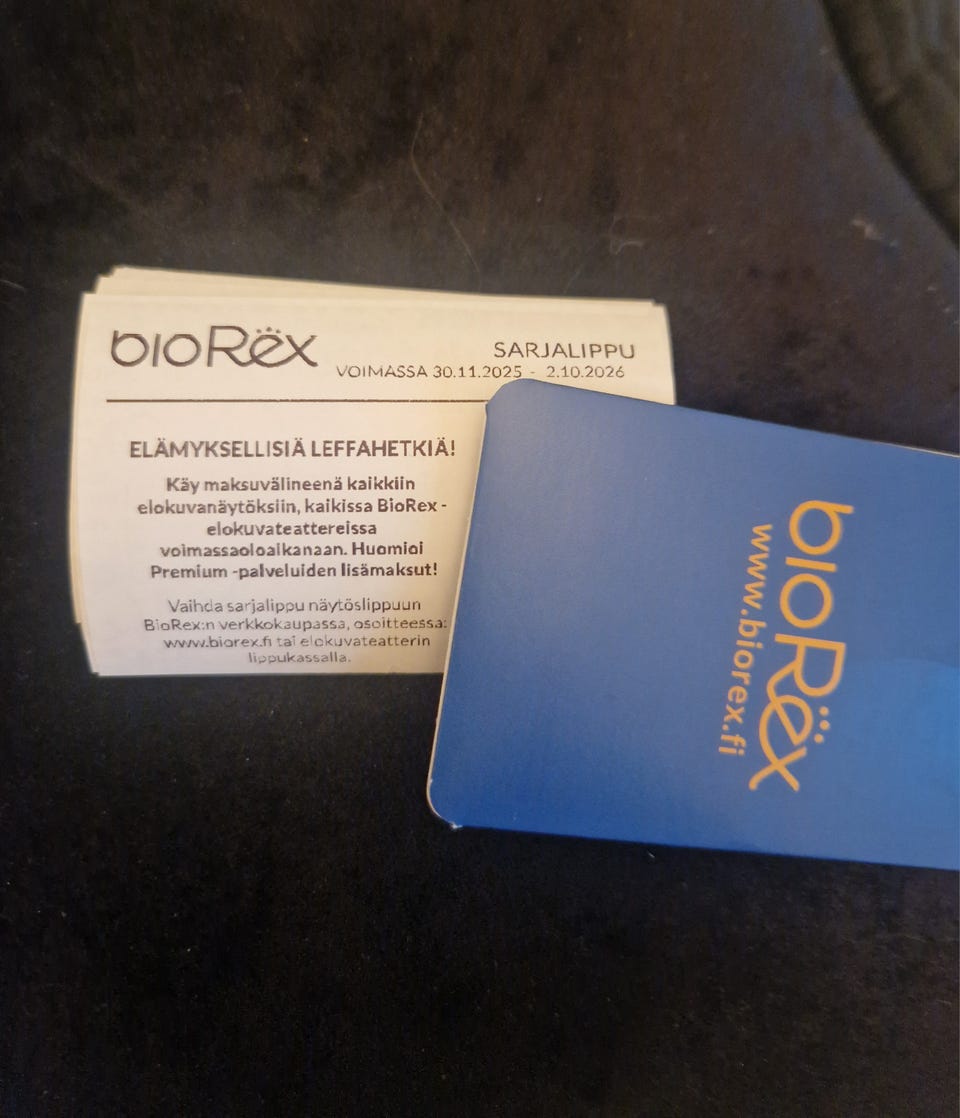 bioRëx
SARJALIPPU
VOIMASSA 30.11.2025 - 2.10.2026
ELÄMYKSELLISIÄ LEFFAHETKIÄ!
Käy maksuvälineenä kaikkiin
elokuvanäytöksiin, kaikissa BioRex -
elokuvateattereissa
voimassaoloaikanaan. Huomioi
Premium -palveluiden lisämaksut!
Vaihda sarjalippu näytöslippuun
BioRex:n verkkokaupassa, osoitteessa:
www.biorex.fi tai elokuvateatterin
lippukassalla.
bioRëx
www.biorex.fi